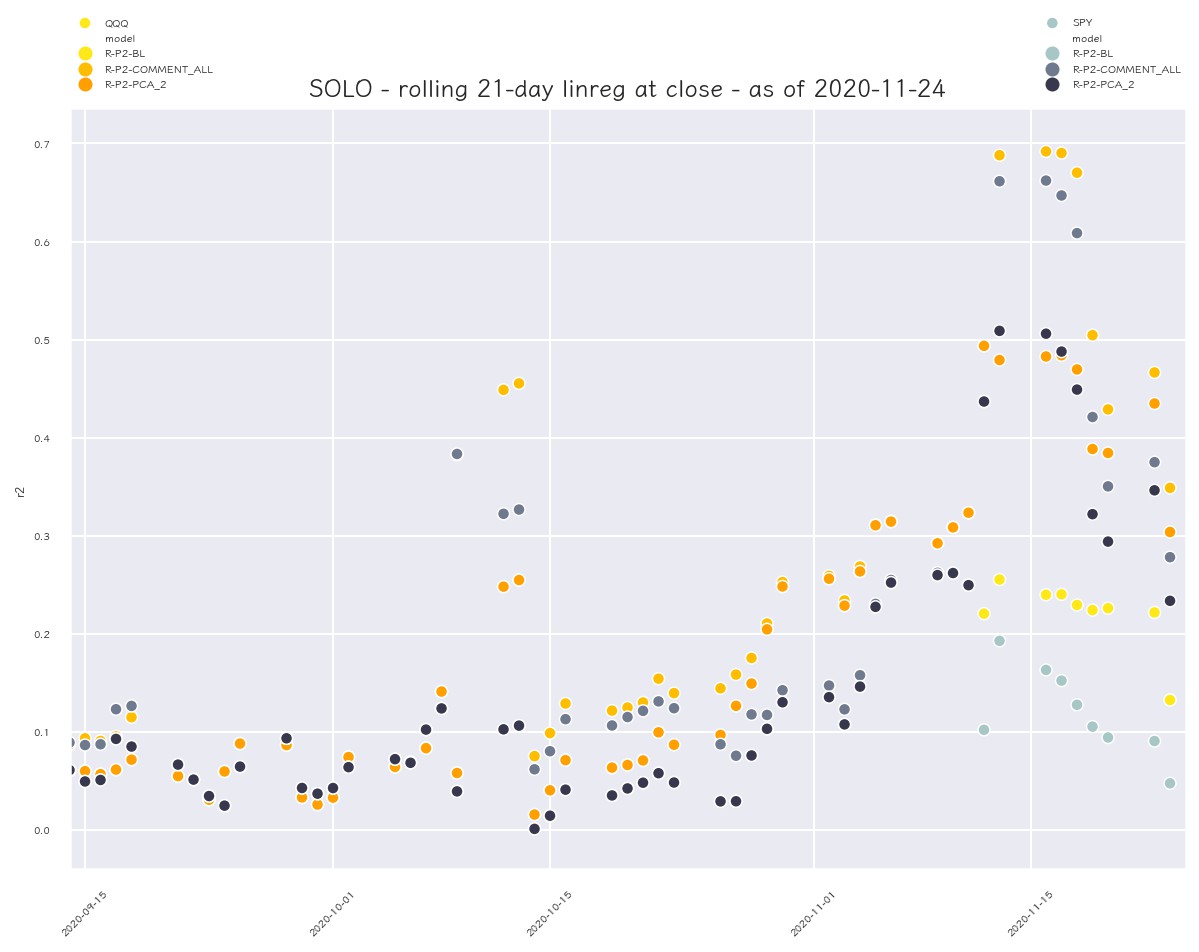 QQQ
model
R-P2-BL
R-P2-COMMENT_ALL
R-P2-PCA_2
SPY
model
R-P2-BL
R-P2-COMMENT_ALL
R-P2-PCA_2
SOLO - rolling 21-day linreg at close - as of 2020-11-24
0.7
0.6
0.5
0.4
0.3
0.2
0.1
0.0
r2
2020-09-15
2020-10-01
2020-10-15
2020-11-01
2020-11-15